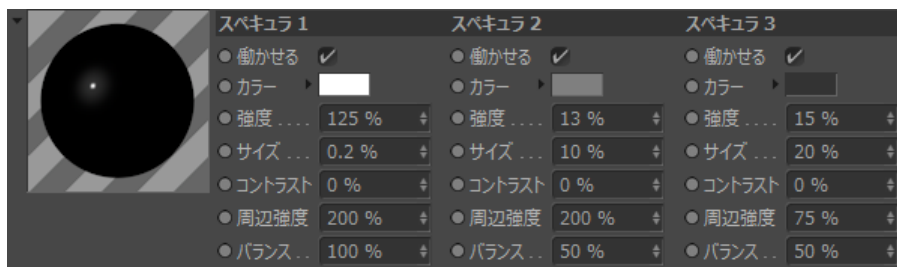 スペキュラ 1 スペキュラ 2 スペキュラ 3
働かせる 働かせる 働かせる
カラー カラー カラー
強度 . . . . 125 % 強度 . . . . 13 % 強度 . . . . 15 %
サイズ . . . 0.2 % サイズ . . . 10 % サイズ . . . 20 %
コントラスト 0 % コントラスト 0 % コントラスト 0 %
周辺強度 200 % 周辺強度 200 % 周辺強度 75 %
バランス . . 100 % バランス . . 50 % バランス . . 50 %